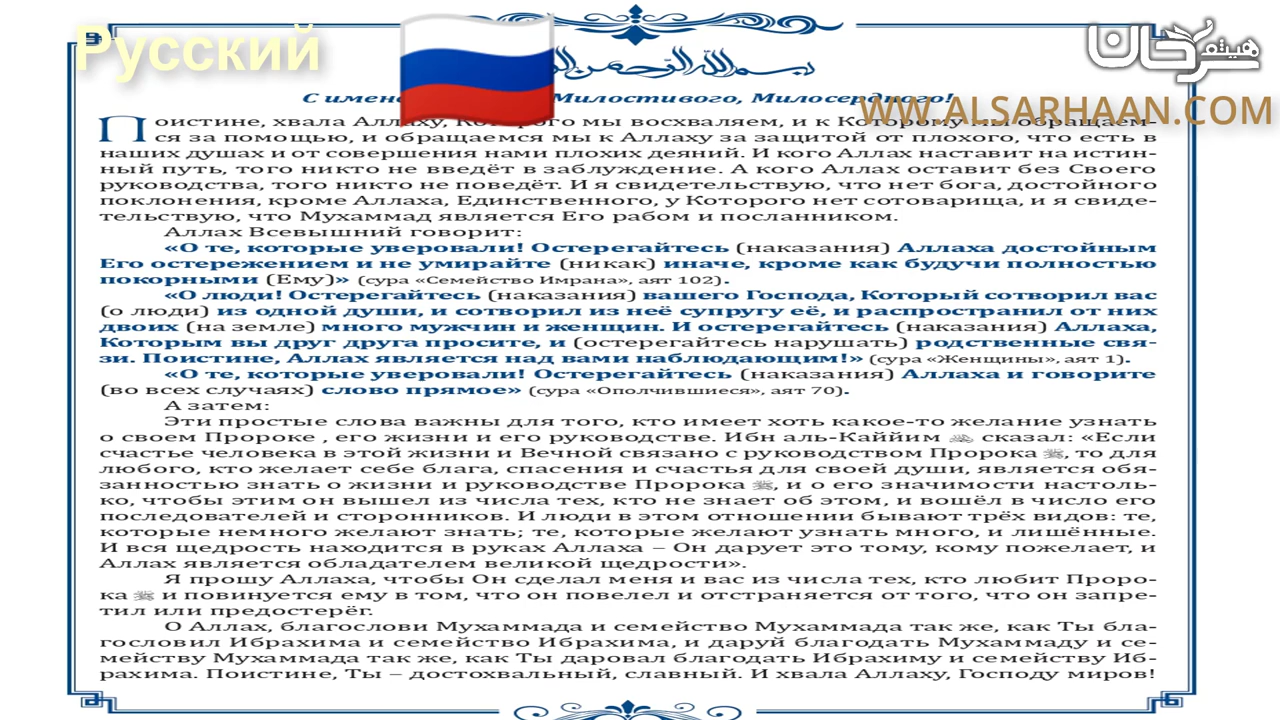 Русский
هيثم سرحان
WWW.ALSARHAAN.COM
بسم الله الرحمن
С имен Милостивого, Милосердного!
Поистине, хвала Аллаху, Которого мы восхваляем, и к Которому мы обращаем-
ся за помощью, и обращаемся мы к Аллаху за защитой от плохого, что есть в
наших душах и от совершения нами плохих деяний. И кого Аллах наставит на истин-
ный путь, того никто не введёт в заблуждение. А кого Аллах оставит без Своего
руководства, того никто не поведёт. И я свидетельствую, что нет бога, достойного
поклонения, кроме Аллаха, Единственного, у Которого нет сотоварища, и я свиде-
тельствую, что Мухаммад является Его рабом и посланником.
Аллах Всевышний говорит:
«О те, которые уверовали! Остерегайтесь (наказания) Аллаха достойным
Его остережением и не умирайте (никак) иначе, кроме как будучи полностью
покорными (Ему)» (сура «Семейство Имрана», аят 102).
«О люди! Остерегайтесь (наказания) вашего Господа, Который сотворил вас
(о люди) из одной души, и сотворил из неё супругу её, и распространил от них
двоих (на земле) много мужчин и женщин. И остерегайтесь (наказания) Аллаха,
Которым вы друг друга просите, и (остерегайтесь нарушать) родственные свя-
зи. Поистине, Аллах является над вами наблюдающим!» (сура «Женщины», аят 1).
«О те, которые уверовали! Остерегайтесь (наказания) Аллаха и говорите
(во всех случаях) слово прямое» (сура «Ополчившиеся», аят 70).
А затем:
Эти простые слова важны для того, кто имеет хоть какое-то желание узнать
о своем Пророке , его жизни и его руководстве. Ибн аль-Каййим сказал: «Если
счастье человека в этой жизни и Вечной связано с руководством Пророка ﷺ, то для
любого, кто желает себе блага, спасения и счастья для своей души, является обя-
занностью знать о жизни и руководстве Пророка ﷺ, и о его значимости настоль-
ко, чтобы этим он вышел из числа тех, кто не знает об этом, и вошёл в число его
последователей и сторонников. И люди в этом отношении бывают трёх видов: те,
которые немного желают знать; те, которые желают узнать много, и лишённые.
И вся щедрость находится в руках Аллаха – Он дарует это тому, кому пожелает, и
Аллах является обладателем великой щедрости».
Я прошу Аллаха, чтобы Он сделал меня и вас из числа тех, кто любит Проро-
ка ﷺ и повинуется ему в том, что он повелел и отстраняется от того, что он запре-
тил или предостерёг.
О Аллах, благослови Мухаммада и семейство Мухаммада так же, как Ты бла-
гословил Ибрахима и семейство Ибрахима, и даруй благодать Мухаммаду и се-
мейству Мухаммада так же, как Ты даровал благодать Ибрахиму и семейству Иб-
рахима. Поистине, Ты – достохвальный, славный. И хвала Аллаху, Господу миров!